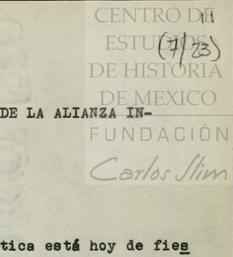 11
CENTRO DE
ESTUDIOS
(7/23)
DE HISTORIA
DE MEXICO
DE LA ALIANZA IN-
FUNDACIÓN
Carlos Slim
tica está hoy de fies